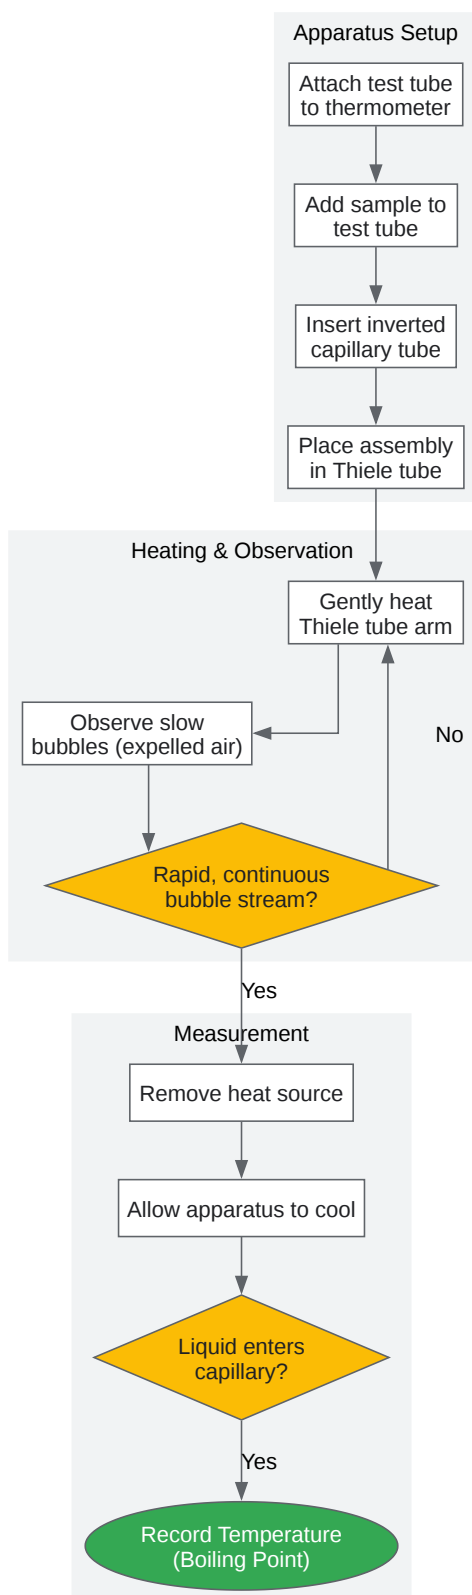 Apparatus Setup
Attach test tube
to thermometer
Add sample to
test tube
Insert inverted
capillary tube
Place assembly
in Thiele tube
Heating & Observation
Gently heat
Thiele tube arm
Observe slow
bubbles (expelled air)
No
Rapid, continuous
bubble stream?
Yes
Measurement
Remove heat source
Allow apparatus to cool
Liquid enters
capillary?
Yes
Record Temperature
(Boiling Point)